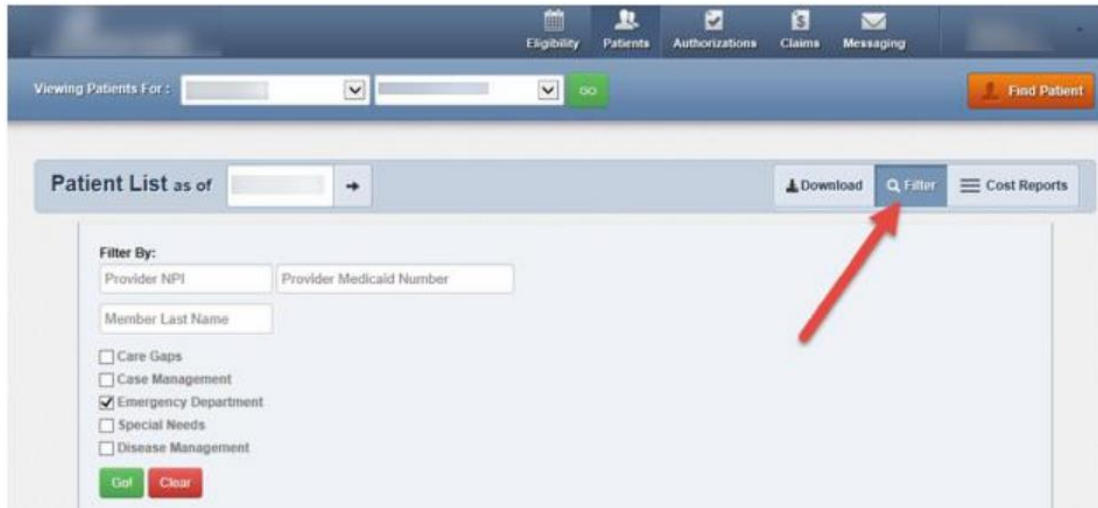 Eligibility Patients Authorizations Claims Messaging
Viewing Patients For : GO Find Patient
Patient List as of Download Filter Cost Reports
Filter By:
Provider NPI Provider Medicaid Number
Member Last Name
Care Gaps
Case Management
Emergency Department
Special Needs
Disease Management
Go! Clear